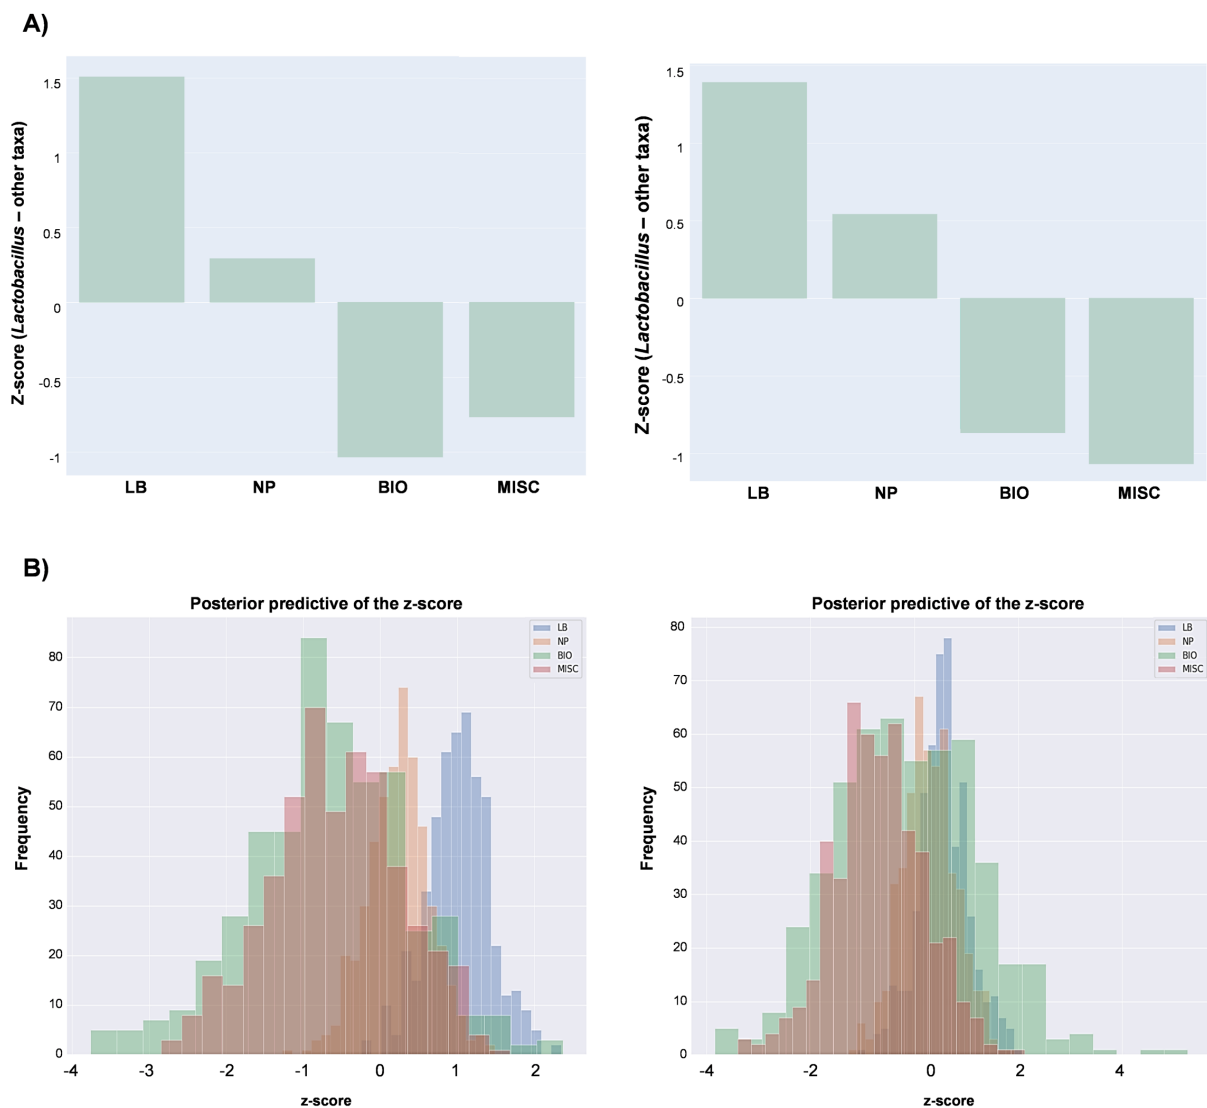 A)
Z-score (Lactobacillus – other taxa)
1.5
1
0.5
0
-0.5
-1
LB NP BIO MISC
Z-score (Lactobacillus – other taxa)
1.5
1
0.5
0
-0.5
-1
LB NP BIO MISC
B)
Posterior predictive of the z-score
LB
NP
BIO
MISC
Frequency
80
70
60
50
40
30
20
10
0
-4 -3 -2 -1 0 1 2
z-score
Posterior predictive of the z-score
LB
NP
BIO
MISC
Frequency
80
70
60
50
40
30
20
10
0
-4 -2 0 2 4
z-score